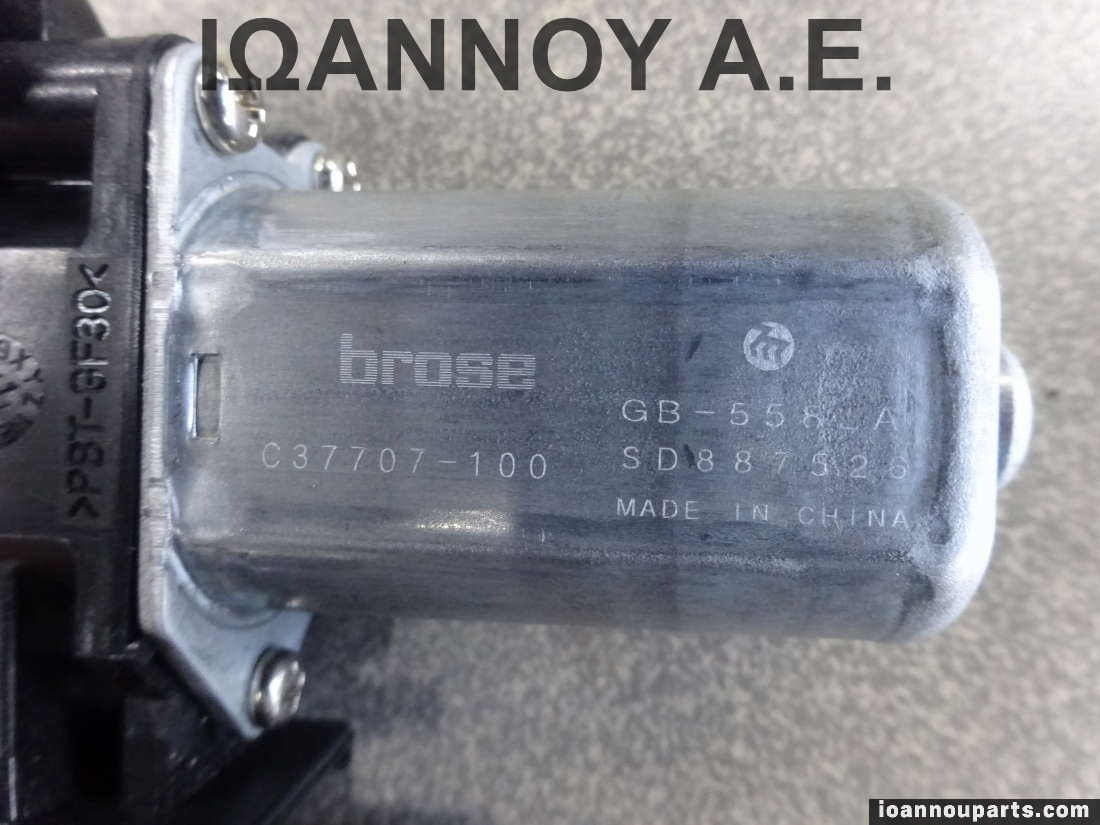 ΙΩΑΝΝΟΥ Α.Ε.
brose
C37707-100
SD887526
MADE IN CHINA
>PBT-GF30<
ioannouparts.com